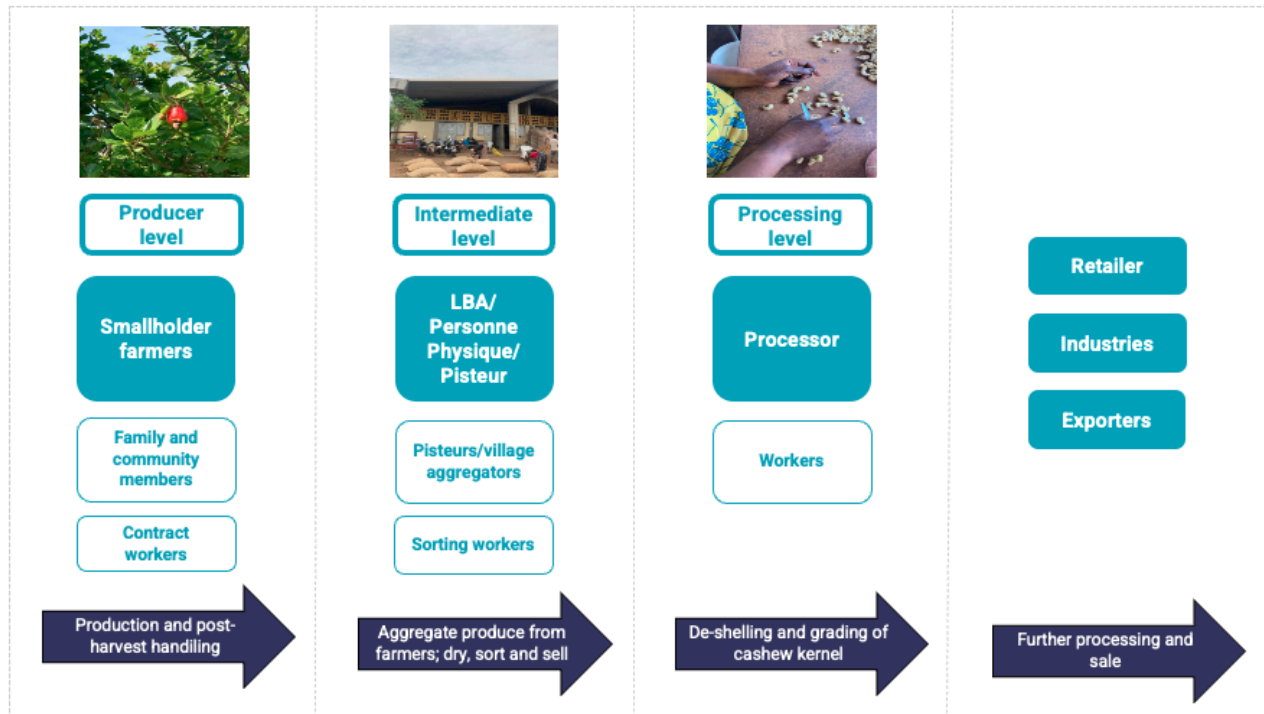 Producer
level
Smallholder
farmers
Family and
community
members
Contract
workers
Production and post-
harvest handiling
Intermediate
level
LBA/
Personne
Physique/
Pisteur
Pisteurs/village
aggregators
Sorting workers
Aggregate produce from
farmers; dry, sort and sell
Processing
level
Processor
Workers
De-shelling and grading of
cashew kernel
Retailer
Industries
Exporters
Further processing and
sale